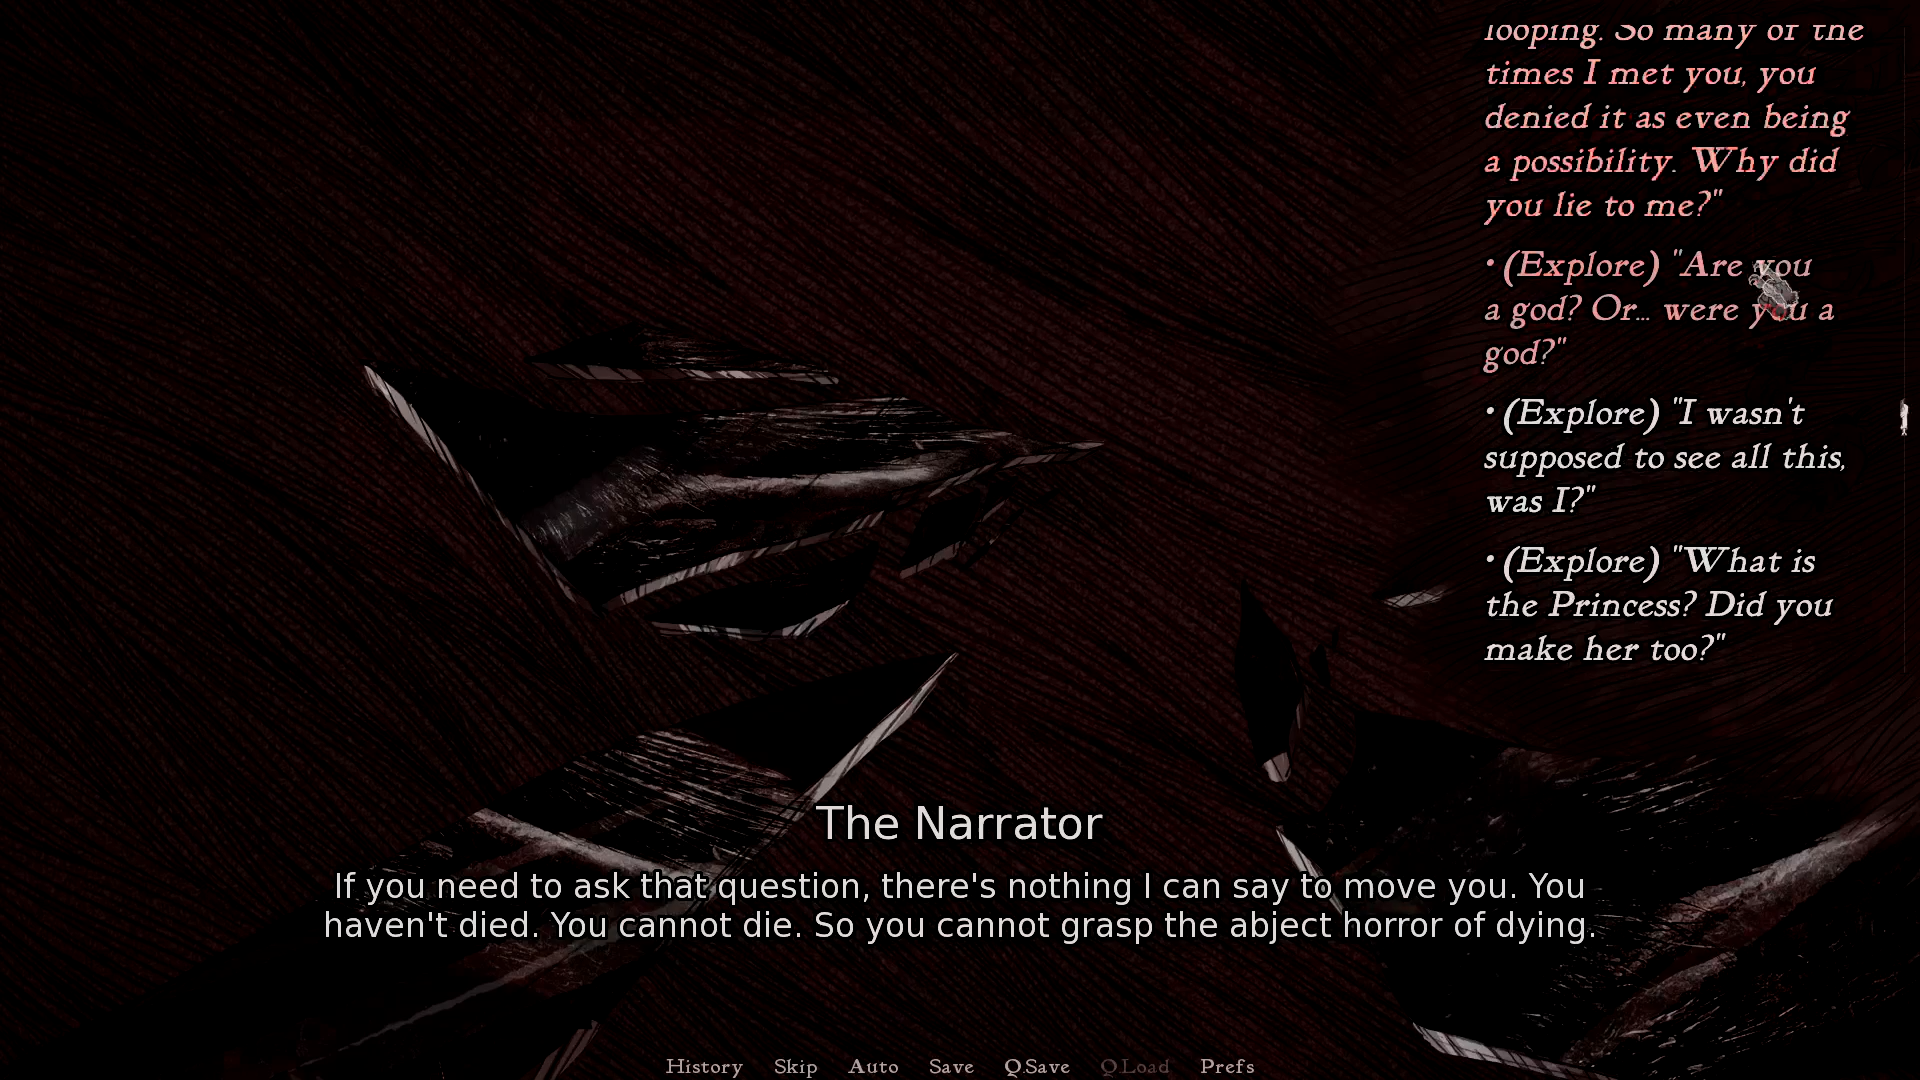 looping. So many of the
times I met you, you
denied it as even being
a possibility. Why did
you lie to me?"
• (Explore) "Are you
a god? Or... were you a
god?"
• (Explore) "I wasn't
supposed to see all this,
was I?"
• (Explore) "What is
the Princess? Did you
make her too?"
The Narrator
If you need to ask that question, there's nothing I can say to move you. You
haven't died. You cannot die. So you cannot grasp the abject horror of dying.
History Skip Auto Save Q.Save Q.Load Prefs